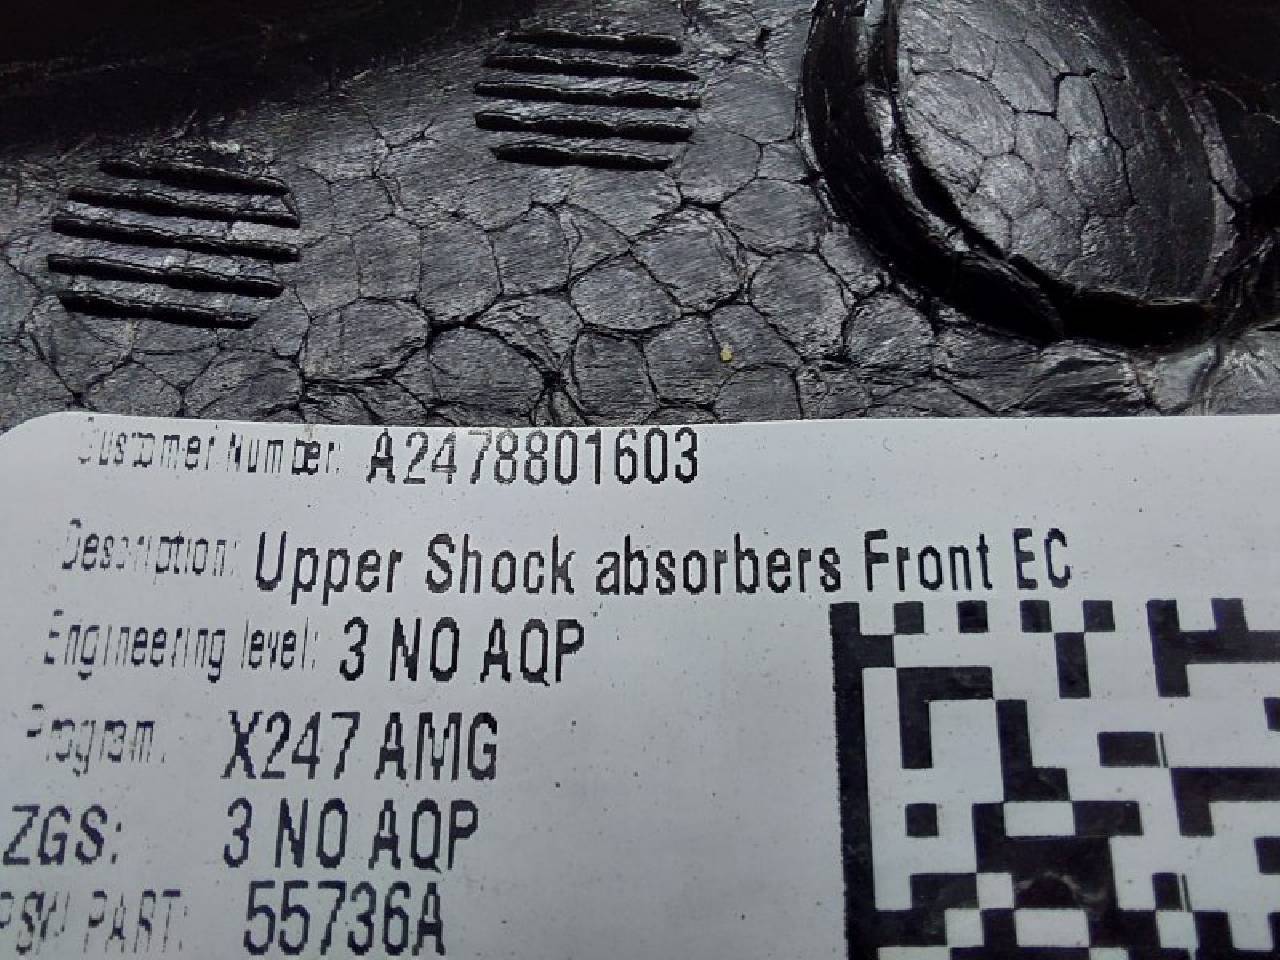 Customer Number: A2478801603
Description: Upper Shock absorbers Front EC
Engineering level: 3 NO AQP
Program: X247 AMG
ZGS: 3 NO AQP
PSW PART: 55736A